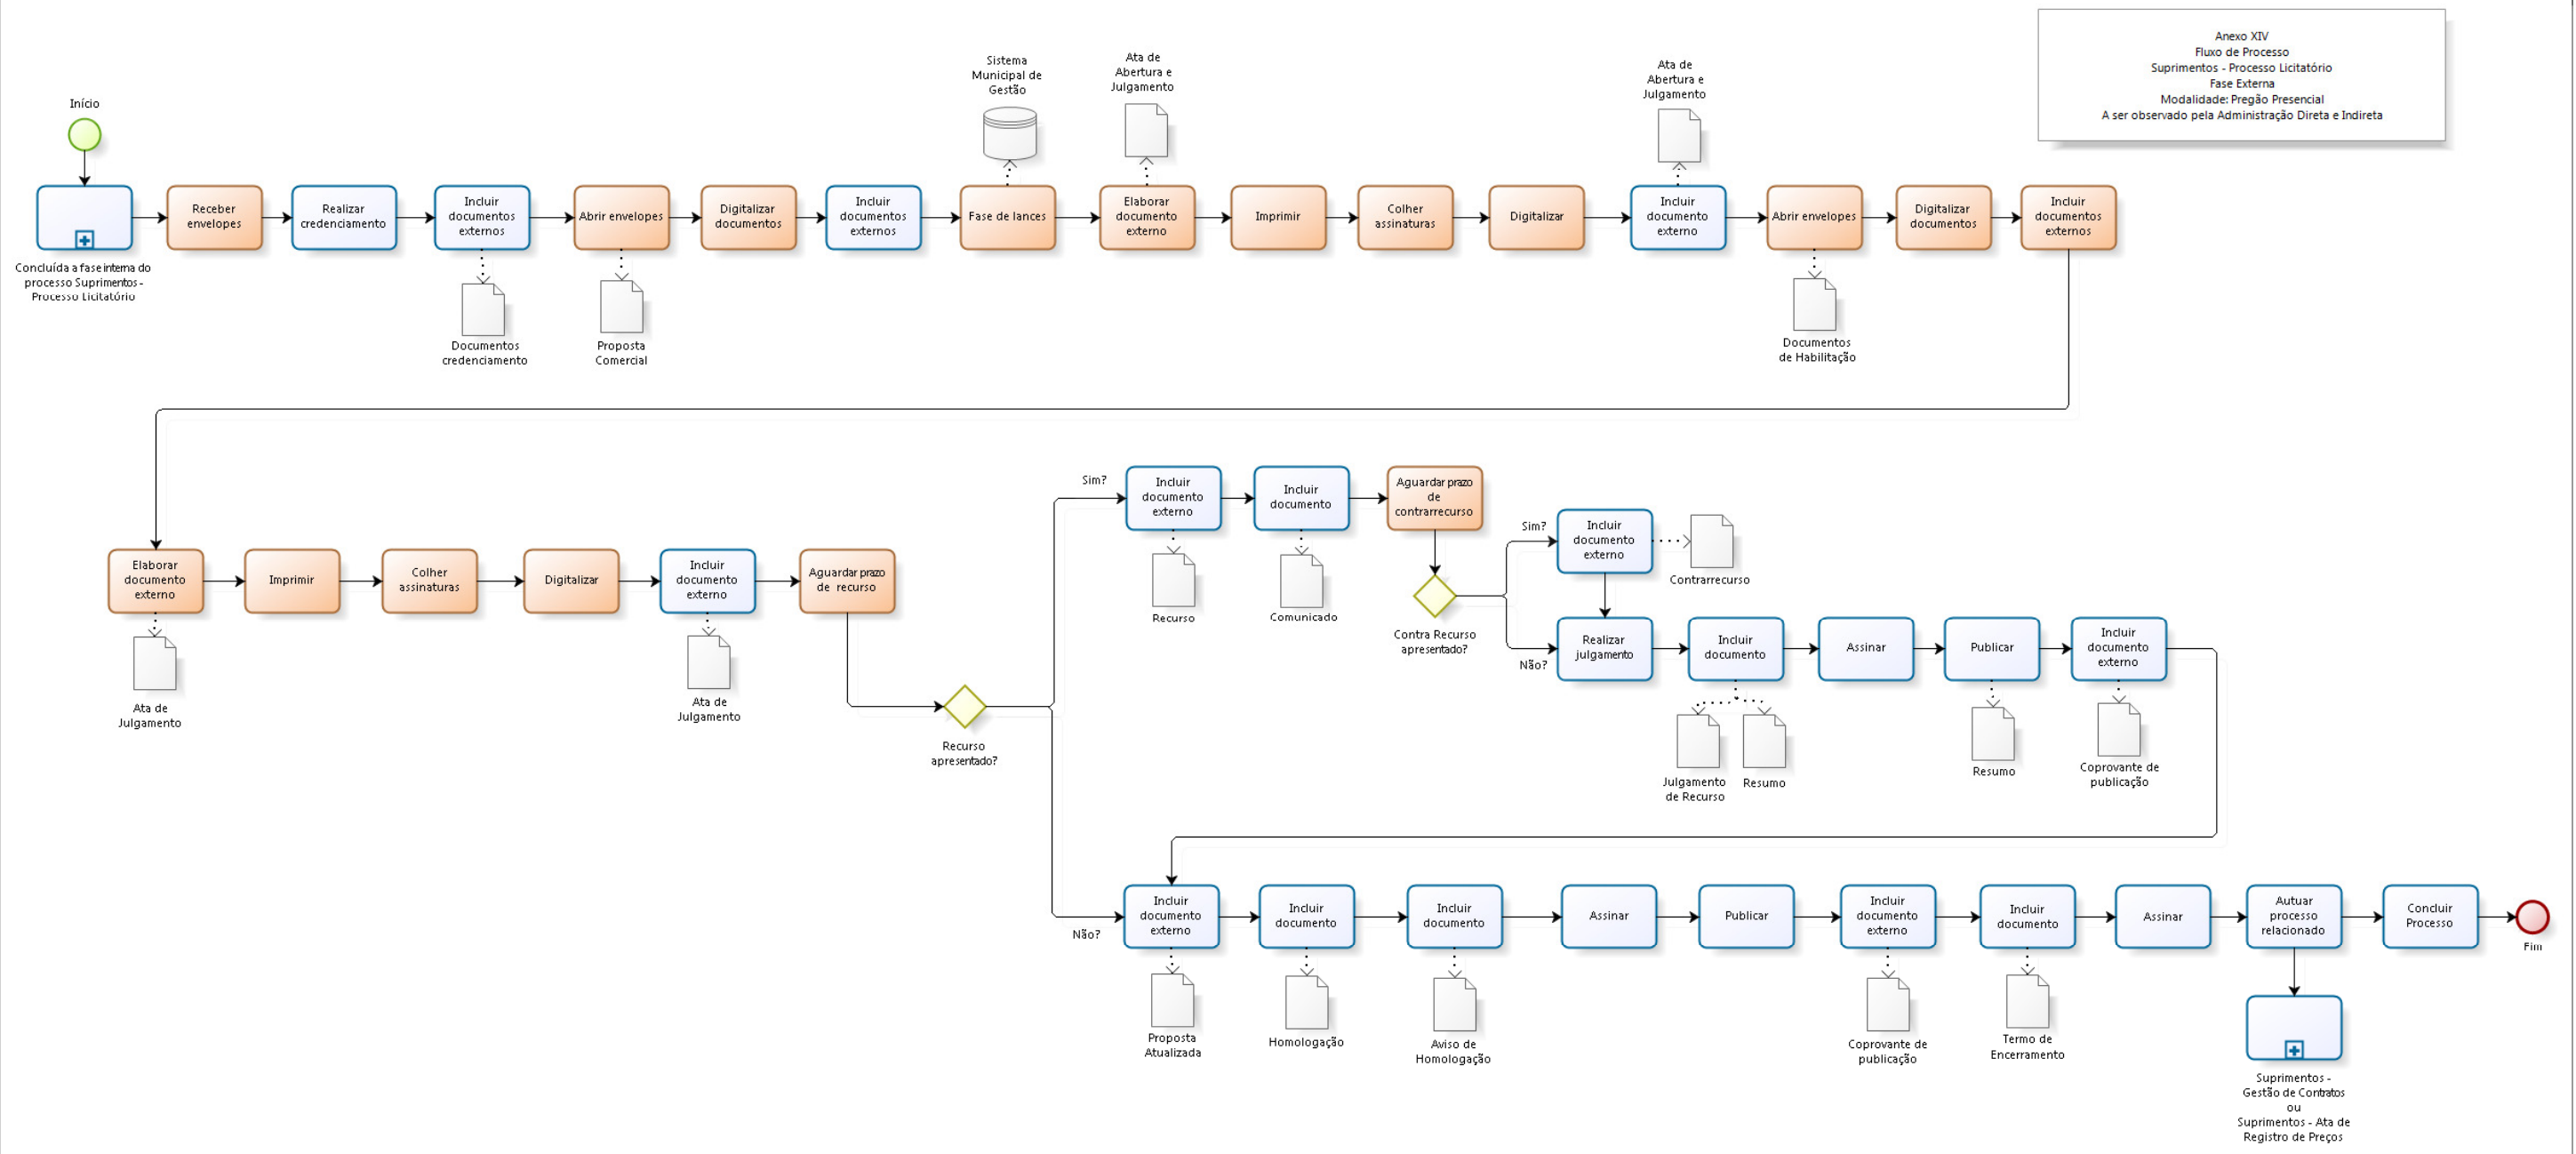 Anexo XIV
Fluxo de Processo
Suprimentos - Processo Licitatório
Fase Externa
Modalidade: Pregão Presencial
A ser observado pela Administração Direta e Indireta
Início
Concluída a fase interna do
processo Suprimentos -
Processo Licitatório
Receber
envelopes
Realizar
credenciamento
Incluir
documentos
externos
Documentos
credenciamento
Abrir envelopes
Proposta
Comercial
Digitalizar
documentos
Incluir
documentos
externos
Sistema
Municipal de
Gestão
Fase de lances
Ata de
Abertura e
Julgamento
Elaborar
documento
externo
Imprimir
Colher
assinaturas
Digitalizar
Ata de
Abertura e
Julgamento
Incluir
documento
externo
Abrir envelopes
Documentos
de Habilitação
Digitalizar
documentos
Incluir
documentos
externos
Elaborar
documento
externo
Ata de
Julgamento
Imprimir
Colher
assinaturas
Digitalizar
Incluir
documento
externo
Ata de
Julgamento
Aguardar prazo
de recurso
Recurso
apresentado?
Sim?
Incluir
documento
externo
Recurso
Incluir
documento
Comunicado
Aguardar prazo
de
contrarrecurso
Contra Recurso
apresentado?
Sim?
Incluir
documento
externo
Contrarrecurso
Não?
Realizar
julgamento
Incluir
documento
Julgamento
de Recurso
Resumo
Assinar
Publicar
Resumo
Incluir
documento
externo
Coprovante de
publicação
Não?
Incluir
documento
externo
Proposta
Atualizada
Incluir
documento
Homologação
Incluir
documento
Aviso de
Homologação
Assinar
Publicar
Incluir
documento
externo
Coprovante de
publicação
Incluir
documento
Termo de
Encerramento
Assinar
Autuar
processo
relacionado
Suprimentos -
Gestão de Contratos
ou
Suprimentos - Ata de
Registro de Preços
Concluir
Processo
Fim